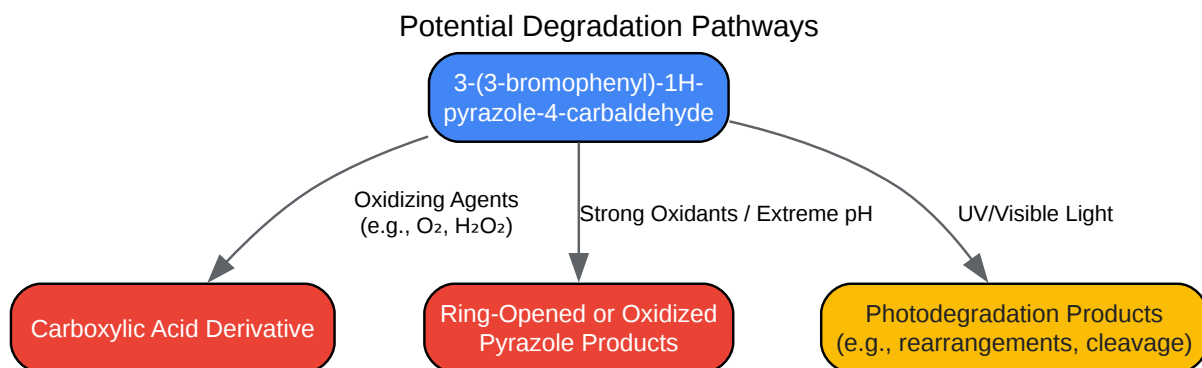 Potential Degradation Pathways
3-(3-bromophenyl)-1H-
pyrazole-4-carbaldehyde
Oxidizing Agents
(e.g., O₂, H₂O₂)
Strong Oxidants / Extreme pH
UV/Visible Light
Carboxylic Acid Derivative
Ring-Opened or Oxidized
Pyrazole Products
Photodegradation Products
(e.g., rearrangements, cleavage)